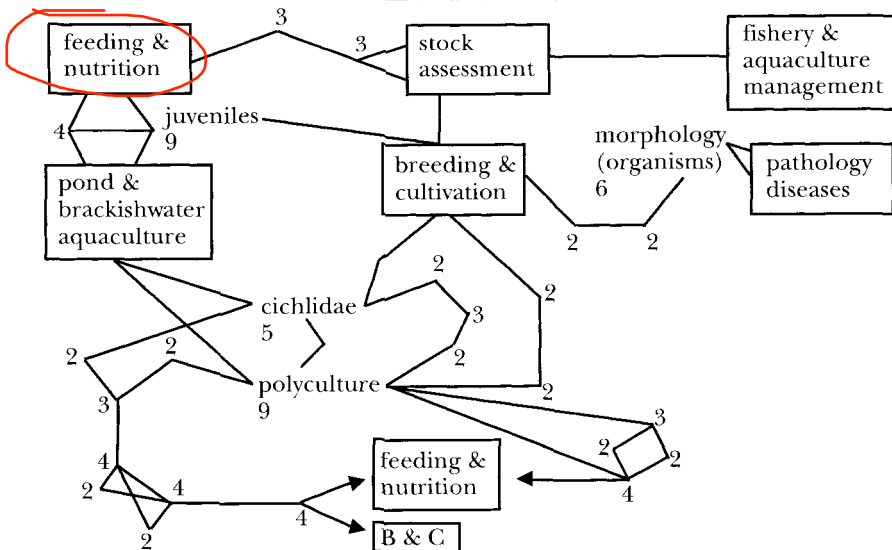 3
feeding &
nutrition
3
stock
assessment
fishery &
aquaculture
management
4
juveniles
9
morphology
(organisms)
6
pathology
diseases
pond &
brackishwater
aquaculture
breeding &
cultivation
2
2
2
2
cichlidae
5
3
2
2
2
polyculture
9
2
3
3
2
2
4
4
2
4
2
4
feeding &
nutrition
B & C